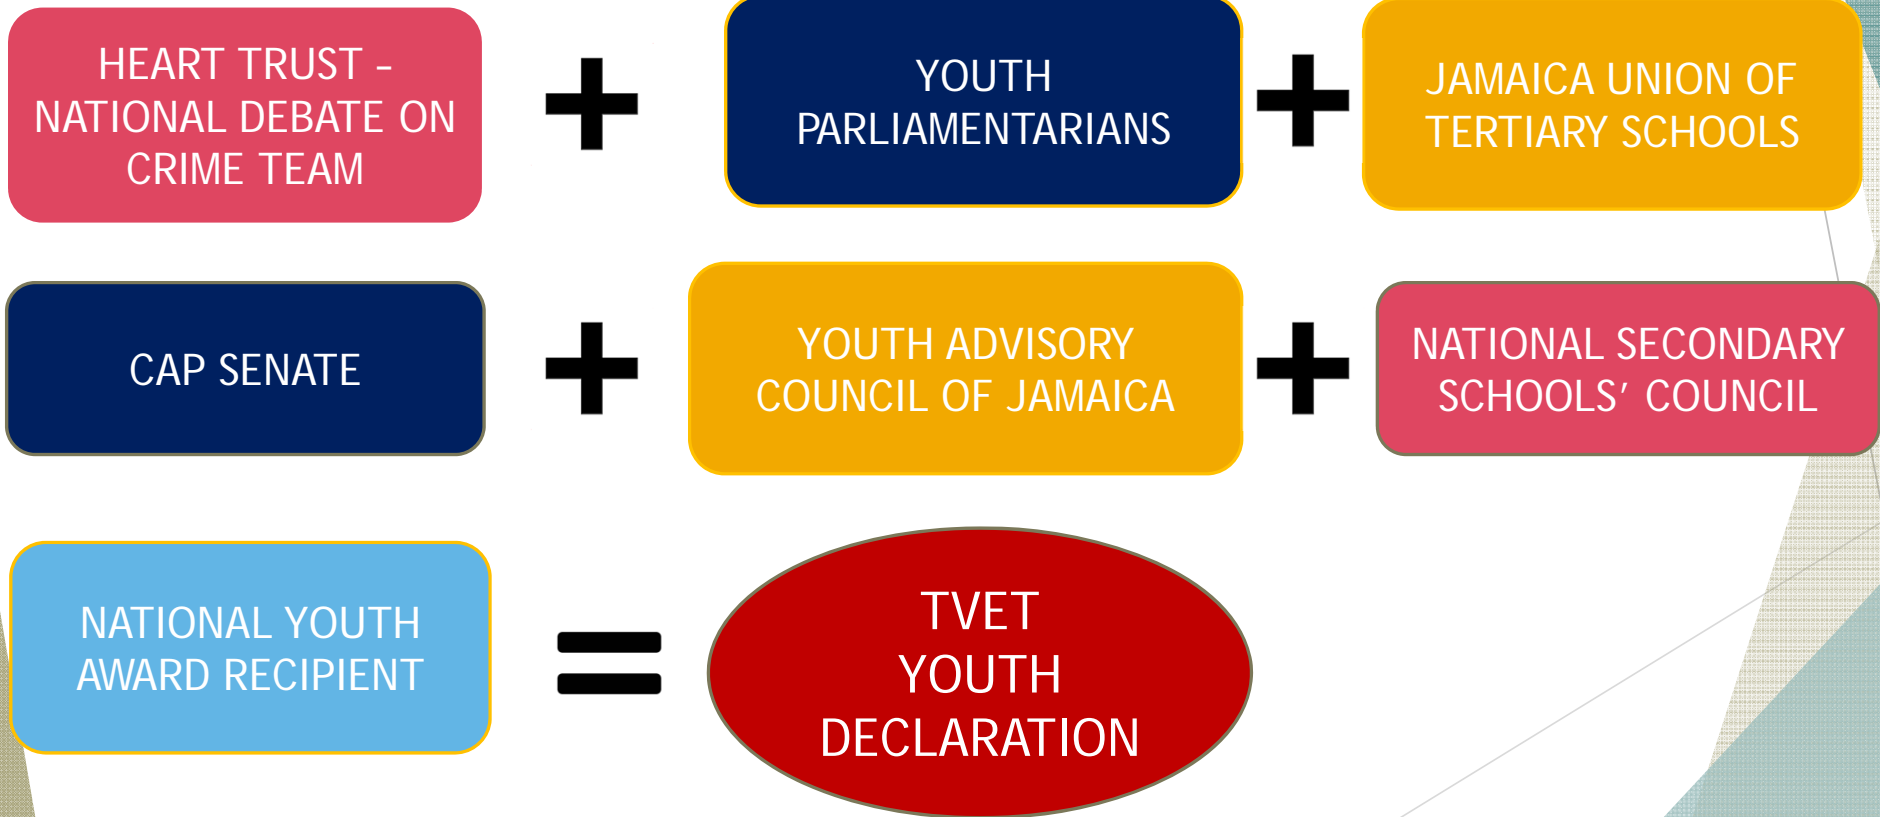 HEART TRUST –
NATIONAL DEBATE ON
CRIME TEAM
YOUTH
PARLIAMENTARIANS
JAMAICA UNION OF
TERTIARY SCHOOLS
CAP SENATE
YOUTH ADVISORY
COUNCIL OF JAMAICA
NATIONAL SECONDARY
SCHOOLS’ COUNCIL
NATIONAL YOUTH
AWARD RECIPIENT
TVET
YOUTH
DECLARATION